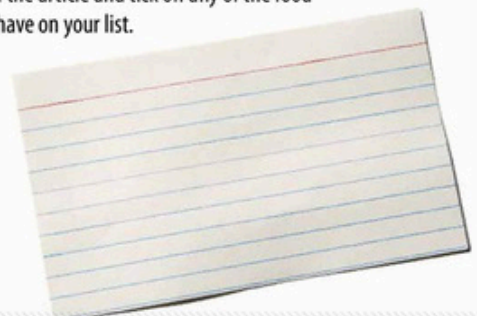 the article and tick off any of the food
have on your list.